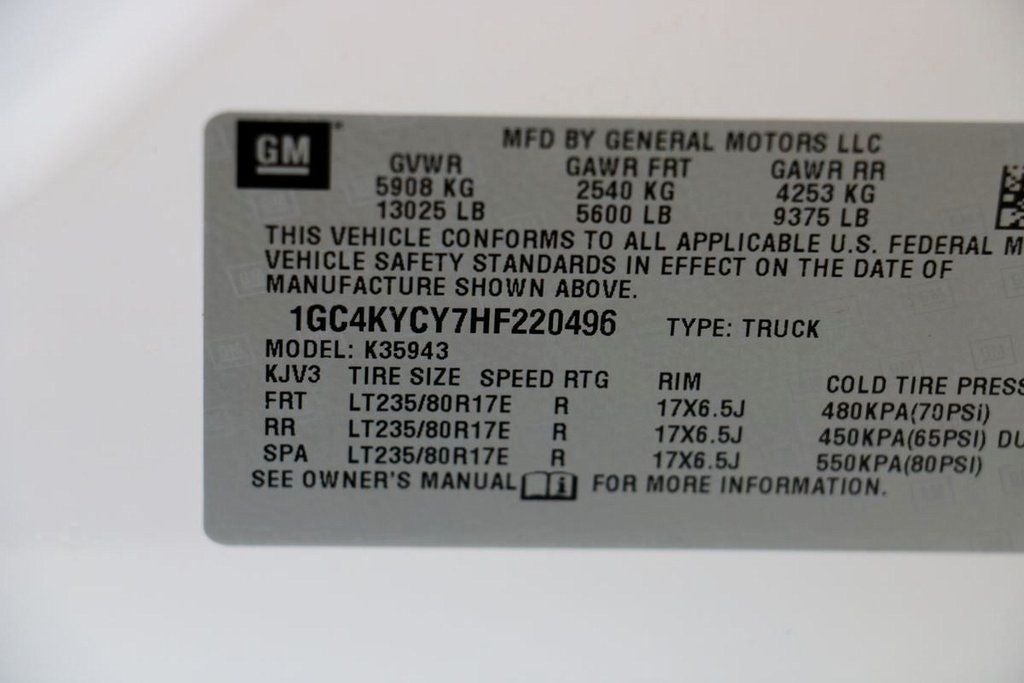 GM
MFD BY GENERAL MOTORS LLC
GVWR GAWR FRT GAWR RR
5908 KG 2540 KG 4253 KG
13025 LB 5600 LB 9375 LB
THIS VEHICLE CONFORMS TO ALL APPLICABLE U.S. FEDERAL M
VEHICLE SAFETY STANDARDS IN EFFECT ON THE DATE OF
MANUFACTURE SHOWN ABOVE.
1GC4KYCY7HF220496 TYPE: TRUCK
MODEL: K35943
KJV3 TIRE SIZE SPEED RTG RIM COLD TIRE PRESS
FRT LT235/80R17E R 17X6.5J 480KPA(70PSi)
RR LT235/80R17E R 17X6.5J 450KPA(65PSI) DU
SPA LT235/80R17E R 17X6.5J 550KPA(80PSI)
SEE OWNER'S MANUAL FOR MORE INFORMATION.